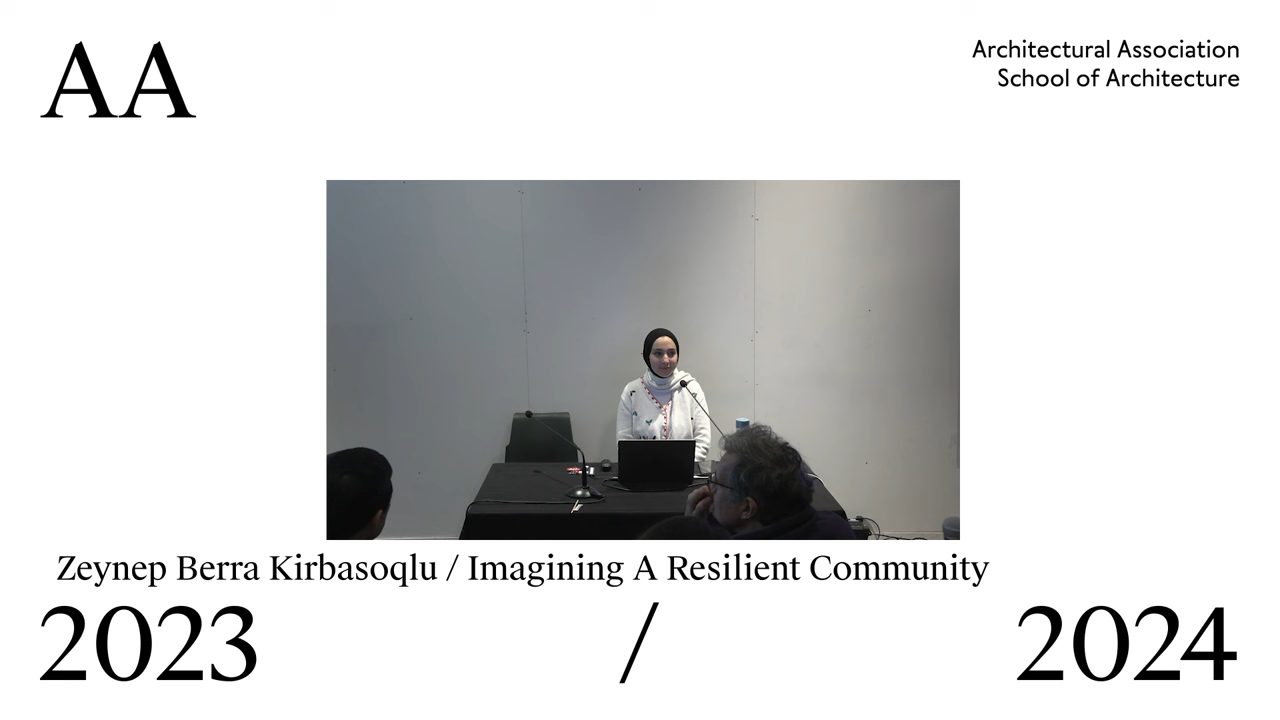 AA
Architectural Association
School of Architecture
Zeynep Berra Kirbasoqlu / Imagining A Resilient Community
2023 / 2024